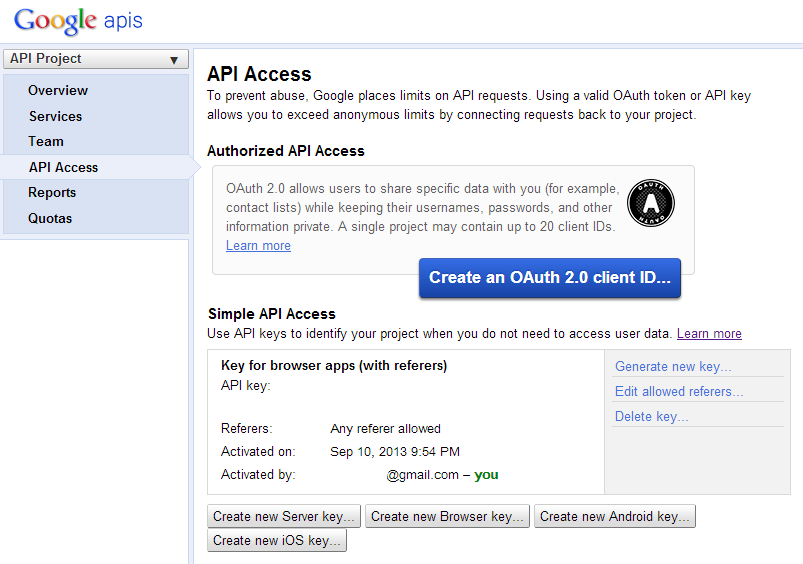 Google apis
API Project
Overview
Services
Team
API Access
Reports
Quotas
API Access
To prevent abuse, Google places limits on API requests. Using a valid OAuth token or API key
allows you to exceed anonymous limits by connecting requests back to your project.
Authorized API Access
OAuth 2.0 allows users to share specific data with you (for example,
contact lists) while keeping their usernames, passwords, and other
information private. A single project may contain up to 20 client IDs.
Learn more
OAUTH
A
OAUTH
Create an OAuth 2.0 client ID...
Simple API Access
Use API keys to identify your project when you do not need to access user data. Learn more
Key for browser apps (with referers)
API key:
Referers: Any referer allowed
Activated on: Sep 10, 2013 9:54 PM
Activated by: @gmail.com – you
Generate new key...
Edit allowed referers...
Delete key...
Create new Server key... Create new Browser key... Create new Android key...
Create new iOS key...